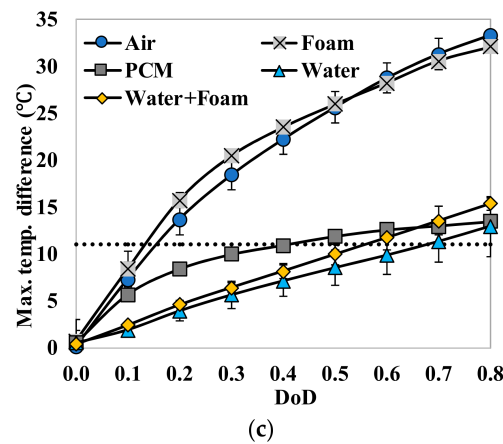 35
30
25
20
15
10
5
0
Max. temp. difference (℃)
Air Foam
PCM Water
Water+Foam
0.0 0.1 0.2 0.3 0.4 0.5 0.6 0.7 0.8
DoD
(c)